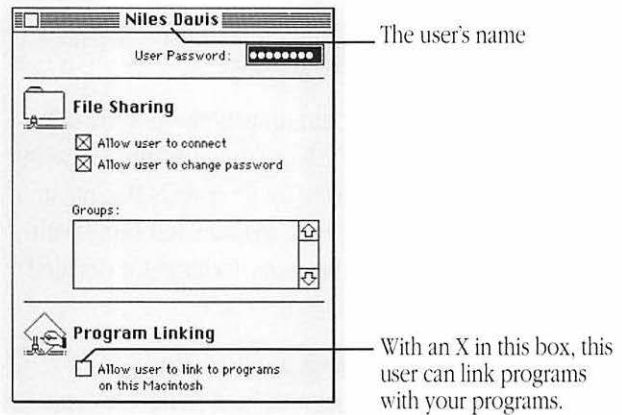 Niles Davis
The user's name
User Password:
File Sharing
Allow user to connect
Allow user to change password
Groups:
Program Linking
Allow user to link to programs
on this Macintosh
With an X in this box, this
user can link programs
with your programs.